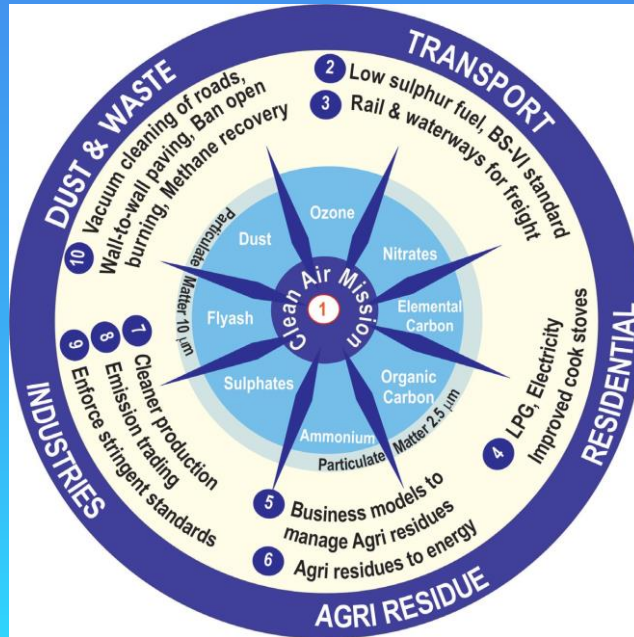 DUST & WASTE
TRANSPORT
RESIDENTIAL
AGRI RESIDUE
INDUSTRIES
Clean Air Mission
1
2 Low sulphur fuel, BS-VI standard
3 Rail & waterways for freight
4 LPG, Electricity
Improved cook stoves
5 Business models to
manage Agri residues
6 Agri residues to energy
7 Cleaner production
8 Emission trading
9 Enforce stringent standards
10 Vacuum cleaning of roads,
Wall-to-wall paving, Ban open
burning, Methane recovery
Ozone
Nitrates
Elemental
Carbon
Organic
Carbon
Ammonium
Sulphates
Flyash
Dust
Particulate Matter 10 μm
Particulate Matter 2.5 μm